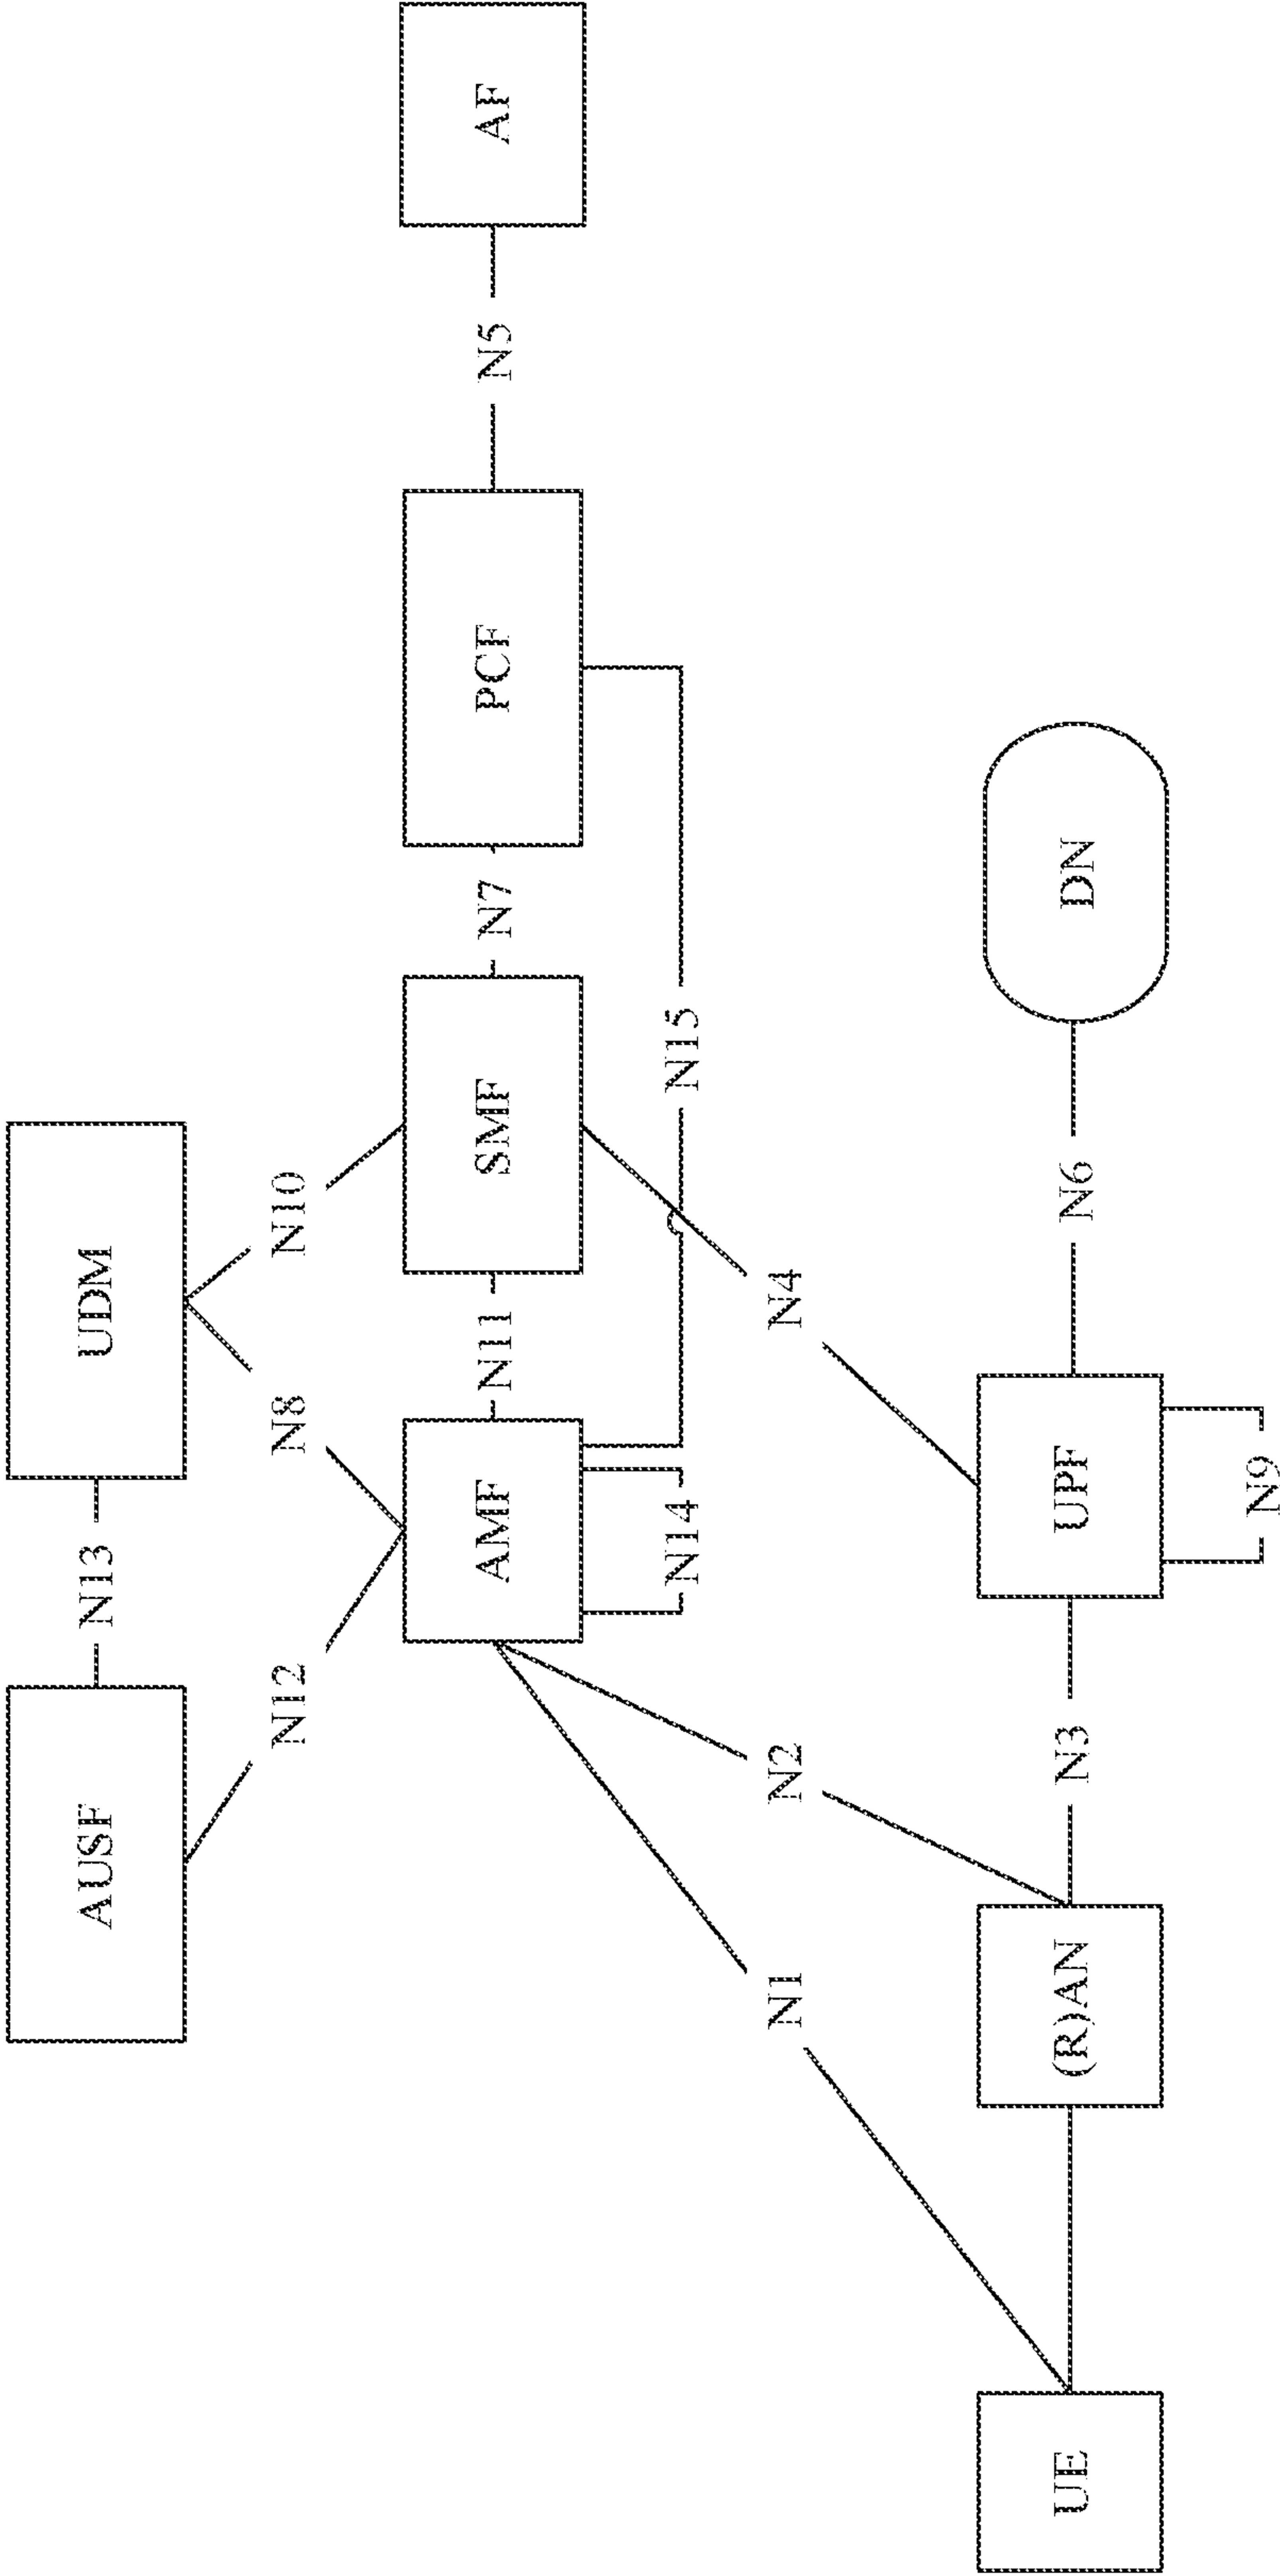 AUSF
N13
UDM
N12
N8
N10
AMF
N11
SMF
N7
PCF
N5
AF
N14
N15
N1
N2
N4
UE
(R)AN
N3
UPF
N6
DN
N9